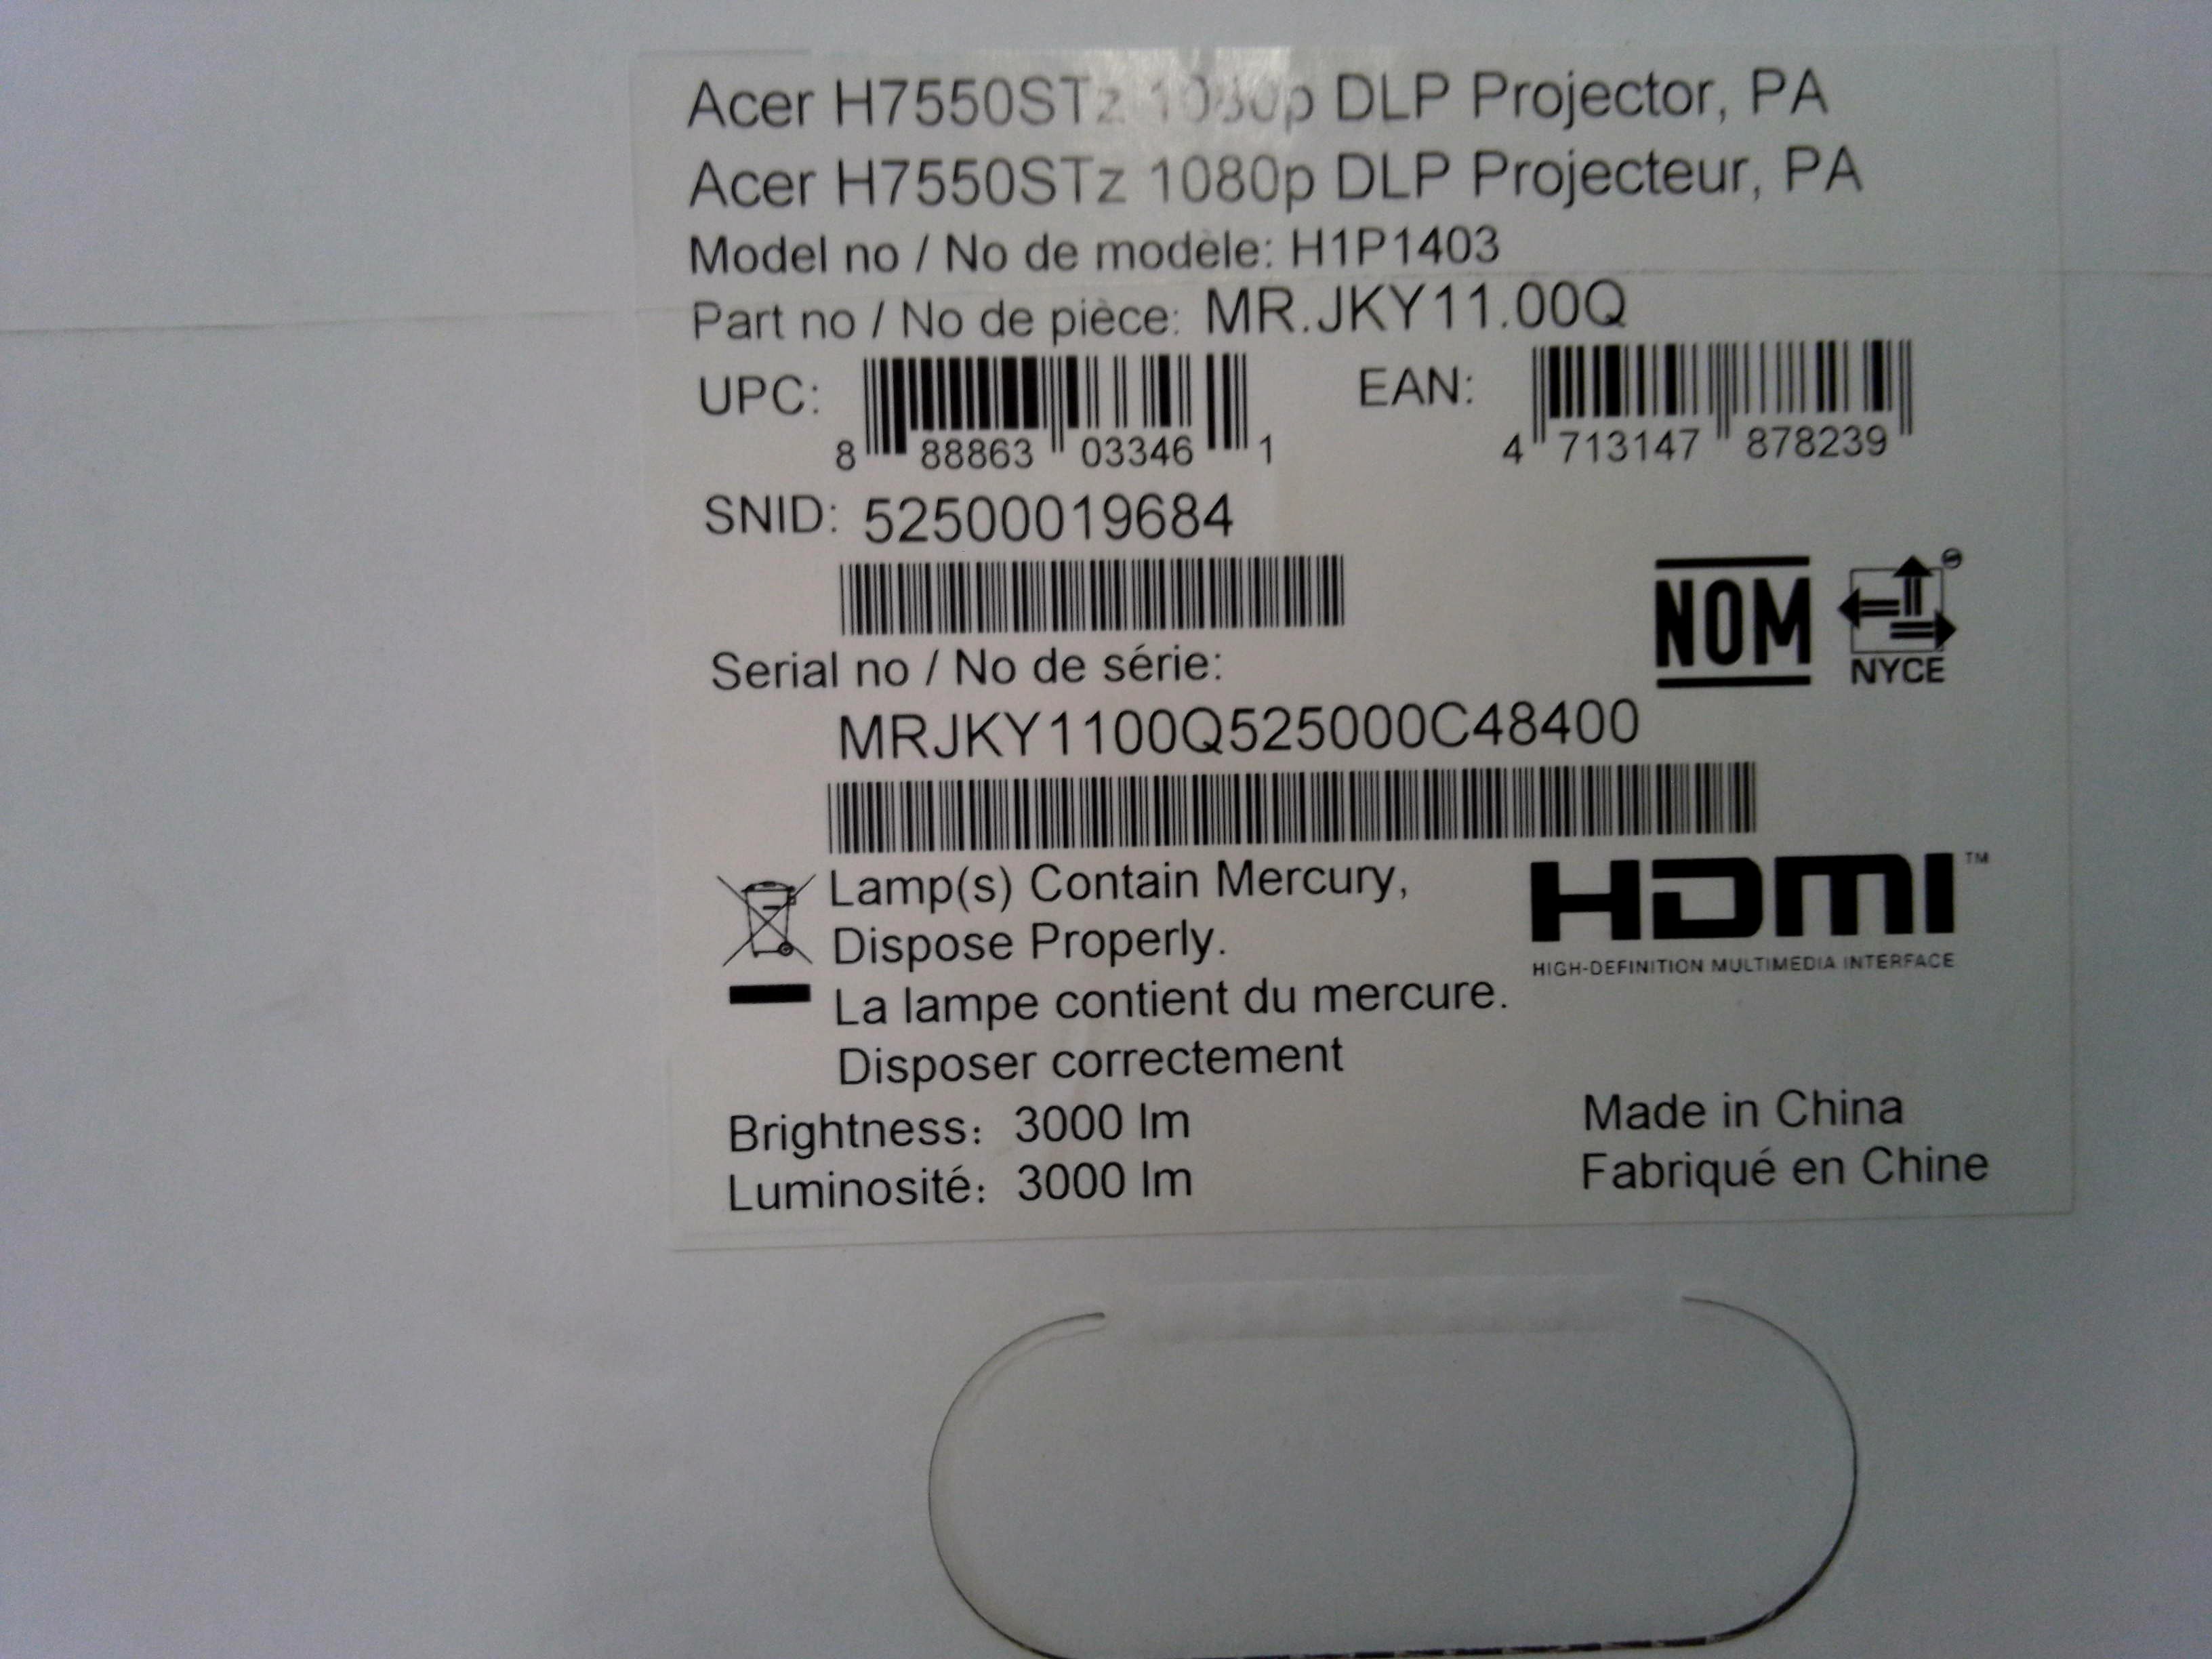 Acer H7550STz 1080p DLP Projector, PA
Acer H7550STz 1080p DLP Projecteur, PA
Model no / No de modèle: H1P1403
Part no / No de pièce: MR.JKY11.00Q
UPC: 8 88863 03346 1 EAN: 4 713147 878239
SNID: 52500019684
NOM NYCE
Serial no / No de série:
MRJKY1100Q525000C48400
Lamp(s) Contain Mercury,
Dispose Properly.
HDMI™
HIGH-DEFINITION MULTIMEDIA INTERFACE
La lampe contient du mercure.
Disposer correctement
Brightness: 3000 lm
Luminosité: 3000 lm
Made in China
Fabriqué en Chine